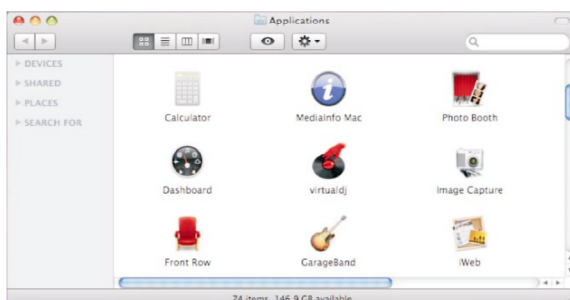 Applications
DEVICES
SHARED
PLACES
SEARCH FOR
Calculator
MediaInfo Mac
Photo Booth
Dashboard
virtualdj
Image Capture
Front Row
GarageBand
iWeb
74 items, 146.9 GB available